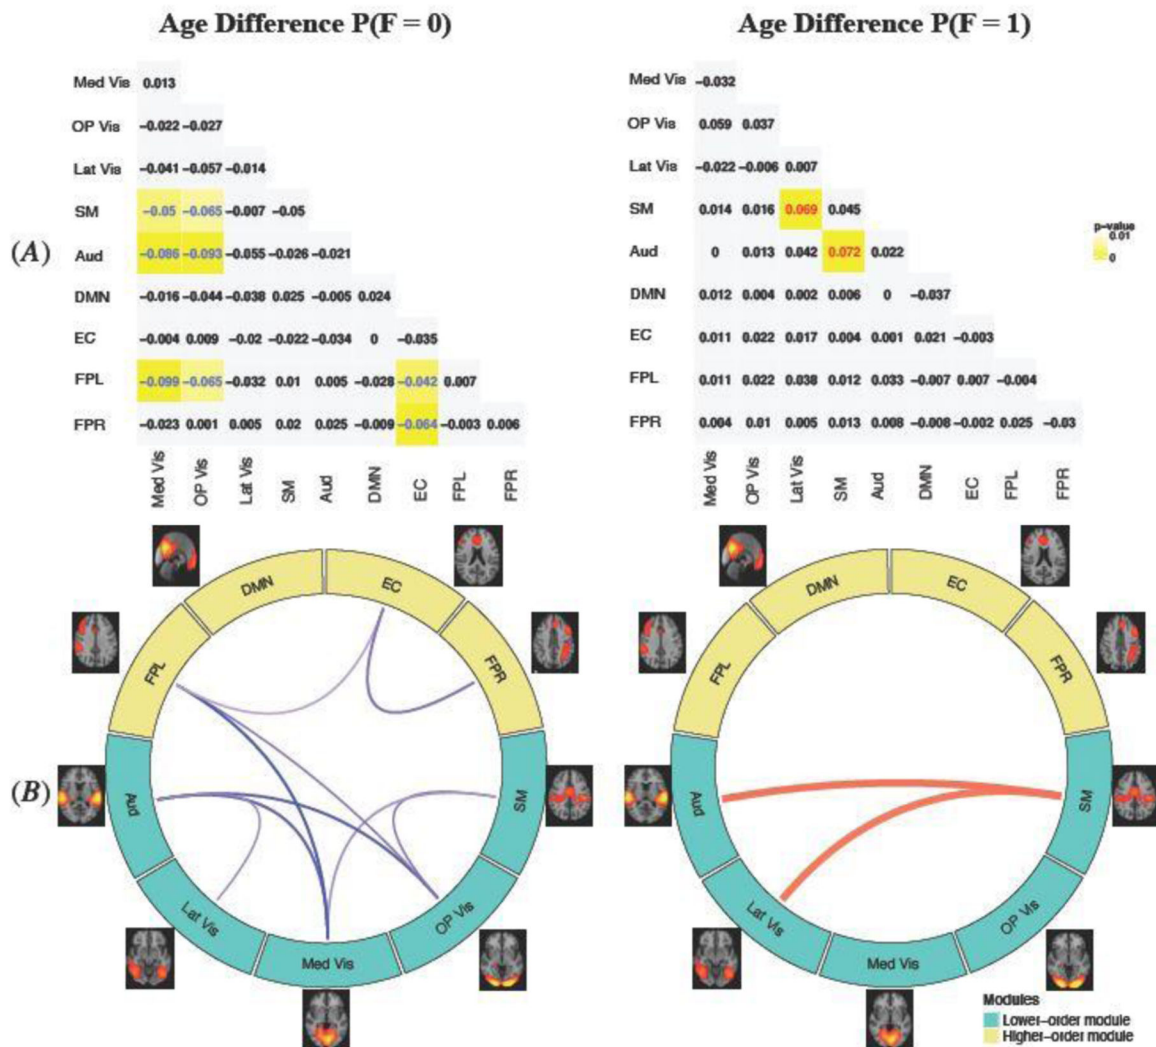 Age Difference P(F = 0)
Age Difference P(F = 1)
(A)
Med Vis 0.013
OP Vis −0.022 −0.027
Lat Vis −0.041 −0.057 −0.014
SM −0.05 −0.065 −0.007 −0.05
Aud −0.086 −0.093 −0.055 −0.026 −0.021
DMN −0.016 −0.044 −0.038 0.025 −0.005 0.024
EC −0.004 0.009 −0.02 −0.022 −0.034 0 −0.035
FPL −0.099 −0.065 −0.032 0.01 0.005 −0.028 −0.042 0.007
FPR −0.023 0.001 0.005 0.02 0.025 −0.009 −0.064 −0.003 0.006
Med Vis OP Vis Lat Vis SM Aud DMN EC FPL FPR
Med Vis −0.032
OP Vis 0.059 0.037
Lat Vis −0.022 −0.006 0.007
SM 0.014 0.016 0.069 0.045
Aud 0 0.013 0.042 0.072 0.022
DMN 0.012 0.004 0.002 0.006 0 −0.037
EC 0.011 0.022 0.017 0.004 0.001 0.021 −0.003
FPL 0.011 0.022 0.038 0.012 0.033 −0.007 0.007 −0.004
FPR 0.004 0.01 0.005 0.013 0.008 −0.008 −0.002 0.025 −0.03
Med Vis OP Vis Lat Vis SM Aud DMN EC FPL FPR
p−value
0.01
0
(B)
DMN
EC
FPL
FPR
Aud
SM
Lat Vis
OP Vis
Med Vis
DMN
EC
FPL
FPR
Aud
SM
Lat Vis
OP Vis
Med Vis
Modules
Lower−order module
Higher−order module